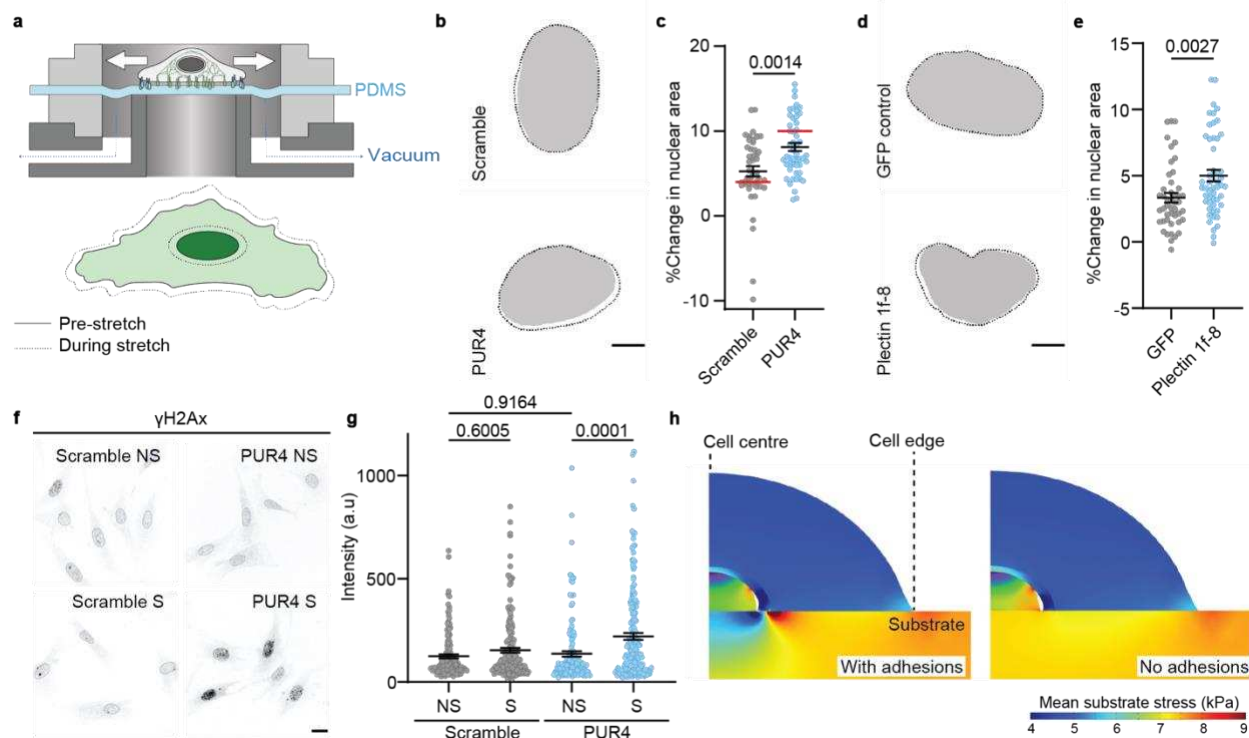 a
PDMS
Vacuum
Pre-stretch
During stretch
b
Scramble
PUR4
c
%Change in nuclear area
20
10
0
-10
0.0014
Scramble
PUR4
d
GFP control
Plectin 1f-8
e
%Change in nuclear area
15
10
5
0
-5
0.0027
GFP
Plectin 1f-8
f
γH2Ax
Scramble NS
PUR4 NS
Scramble S
PUR4 S
g
Intensity (a.u)
1000
500
0
0.9164
0.6005
0.0001
NS
S
NS
S
Scramble
PUR4
h
Cell centre
Cell edge
Substrate
With adhesions
No adhesions
Mean substrate stress (kPa)
4 5 6 7 8 9